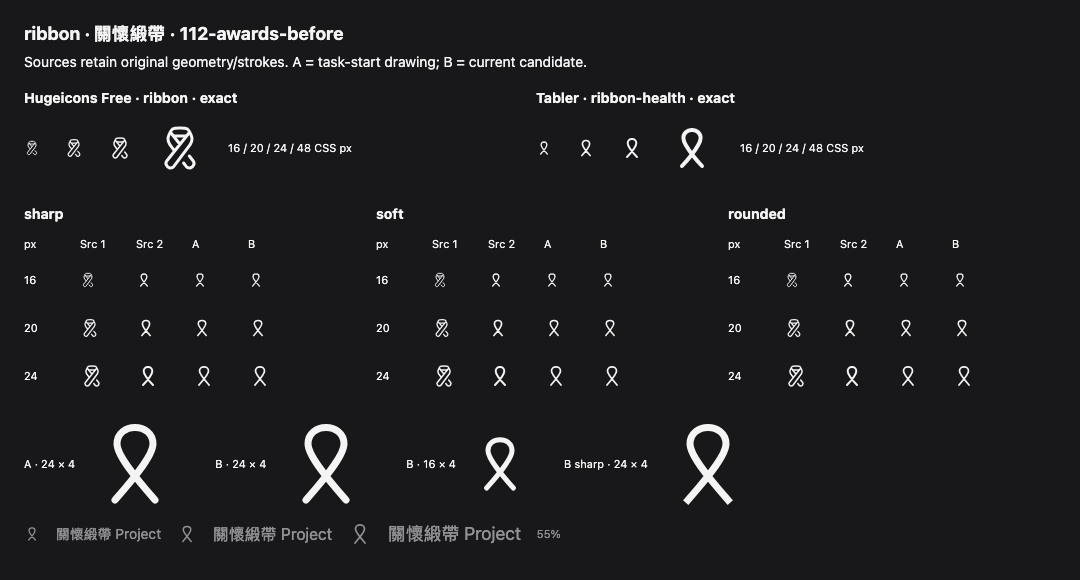 ribbon · 關懷緞帶 · 112-awards-before
Sources retain original geometry/strokes. A = task-start drawing; B = current candidate.
Hugeicons Free · ribbon · exact
16 / 20 / 24 / 48 CSS px
Tabler · ribbon-health · exact
16 / 20 / 24 / 48 CSS px
sharp
px Src 1 Src 2 A B
16
20
24
soft
px Src 1 Src 2 A B
16
20
24
rounded
px Src 1 Src 2 A B
16
20
24
A · 24 × 4
B · 24 × 4
B · 16 × 4
B sharp · 24 × 4
關懷緞帶 Project
關懷緞帶 Project
關懷緞帶 Project
55%